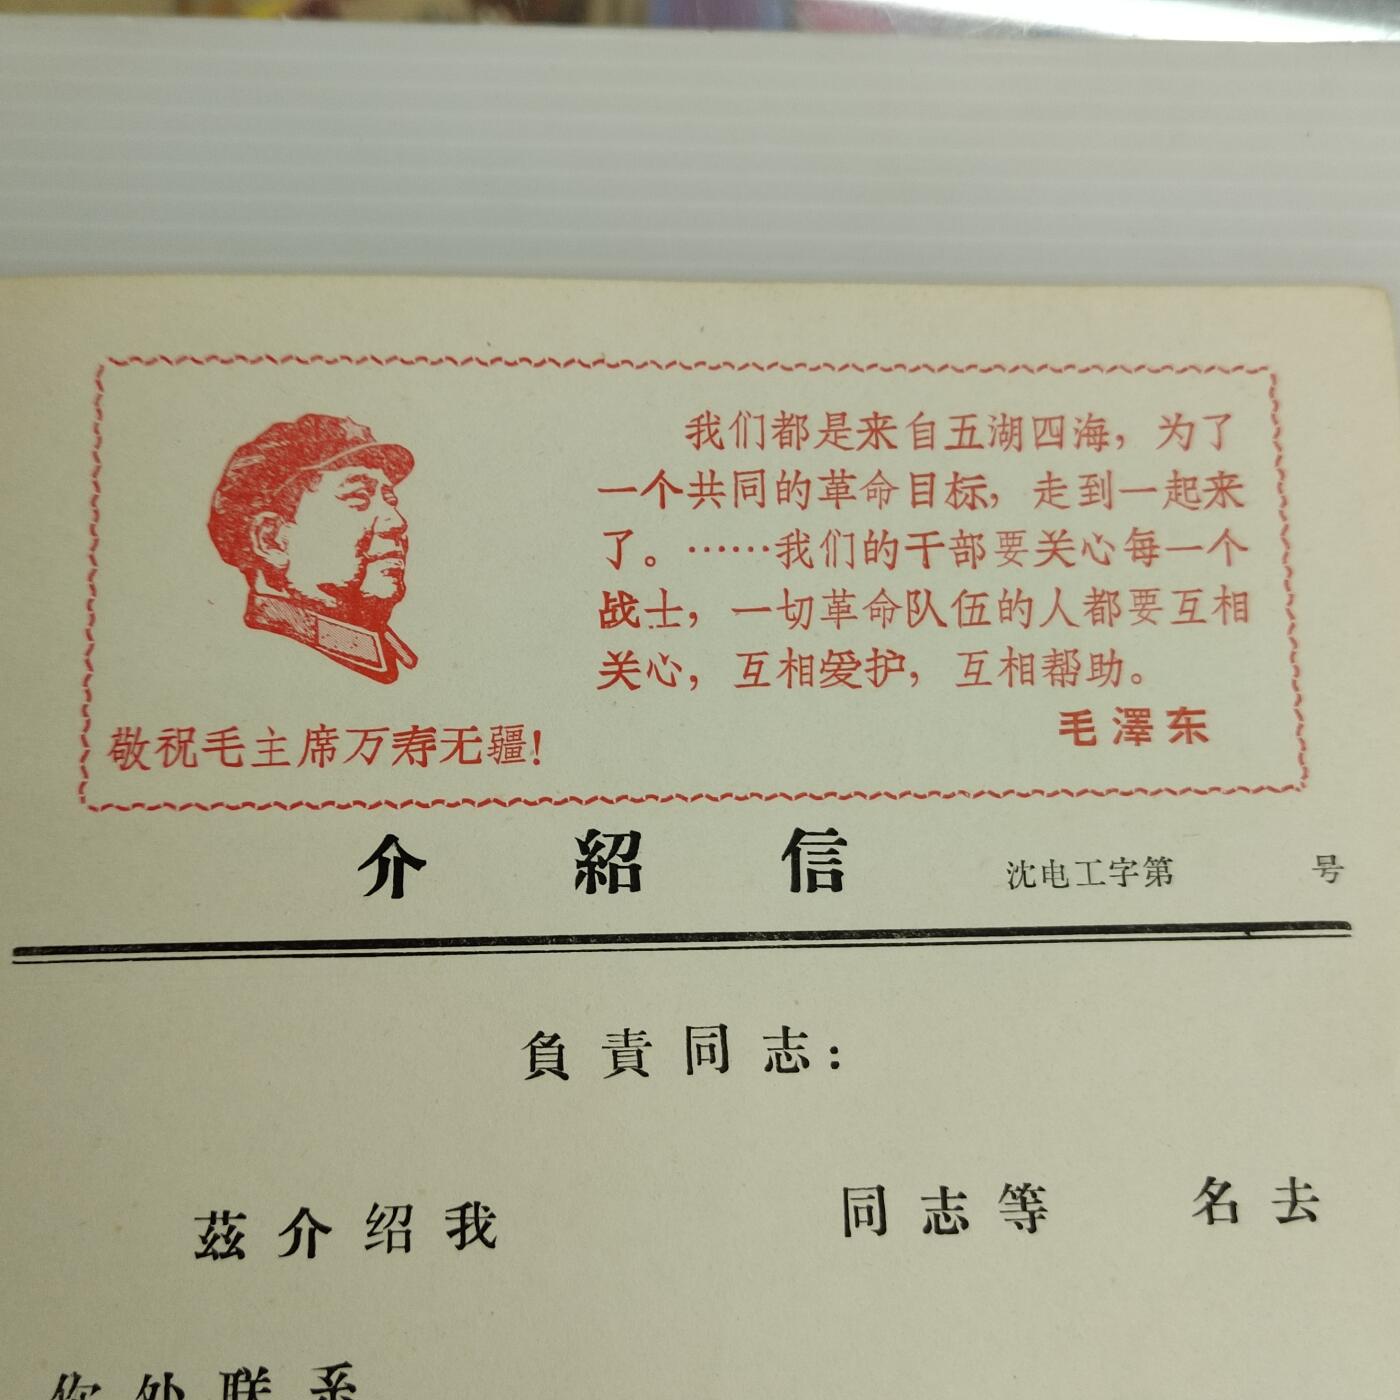 我们都是来自五湖四海，为了
一个共同的革命目标，走到一起来
了。……我们的干部要关心每一个
战士，一切革命队伍的人都要互相
关心，互相爱护，互相帮助。
毛澤东
敬祝毛主席万寿无疆！
介紹信 沈电工字第 号
負責同志：
茲介绍我 同志等 名去
你处联系